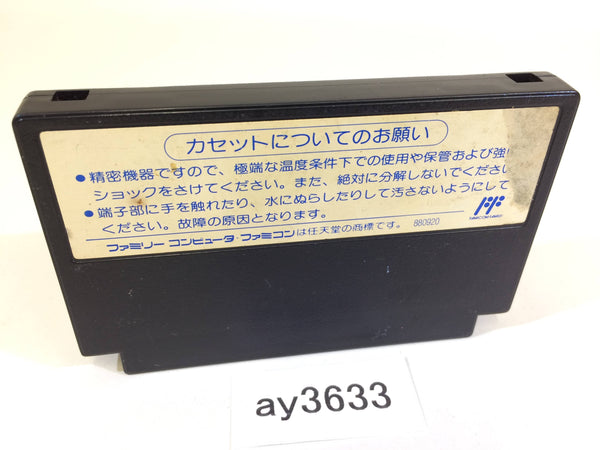 カセットについてのお願い
●精密機器ですので、極端な温度条件下での使用や保管および強い
ショックをさけてください。また、絶対に分解しないでください
●端子部に手を触れたり、水にぬらしたりして汚さないようにして
ください。故障の原因となります。
ファミリー コンピュータ・ファミコンは任天堂の商標です。 880920
ay3633